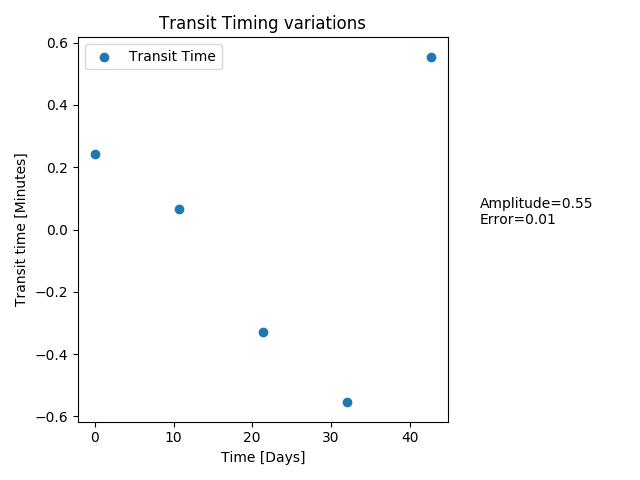 Transit Timing variations
Transit Time
0.6
0.4
0.2
0.0
−0.2
−0.4
−0.6
Transit time [Minutes]
0
10
20
30
40
Time [Days]
Amplitude=0.55
Error=0.01